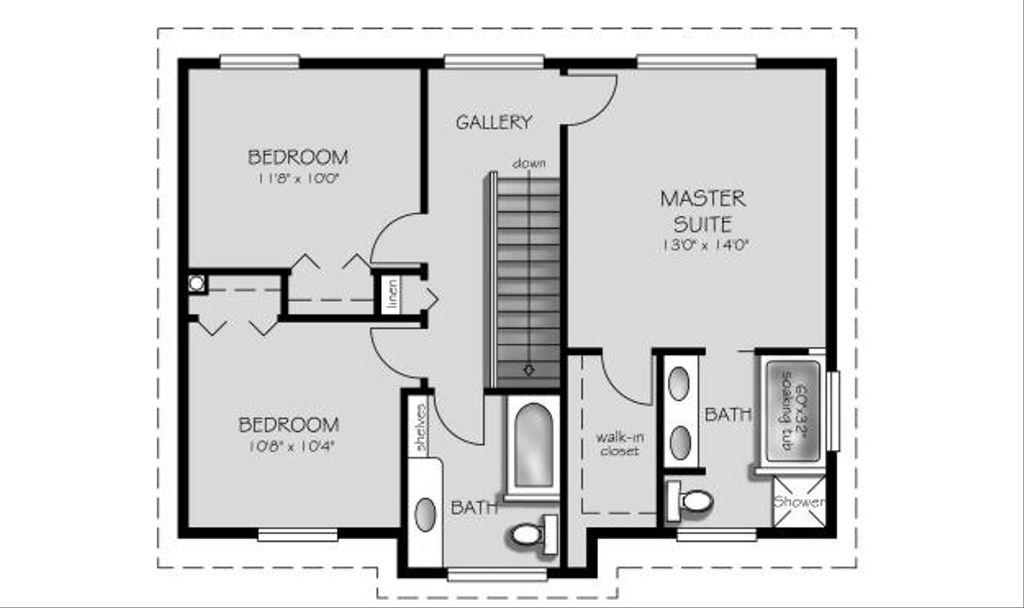 GALLERY
BEDROOM
11'8" x 10'0"
down
MASTER
SUITE
13'0" x 14'0"
linen
BEDROOM
10'8" x 10'4"
shelves
BATH
walk-in
closet
BATH
60"x32"
soaking tub
Shower